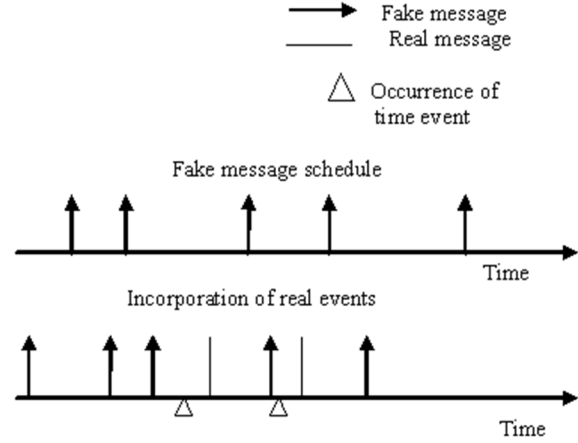 Fake message
Real message
Occurrence of
time event
Fake message schedule
Time
Incorporation of real events
Time